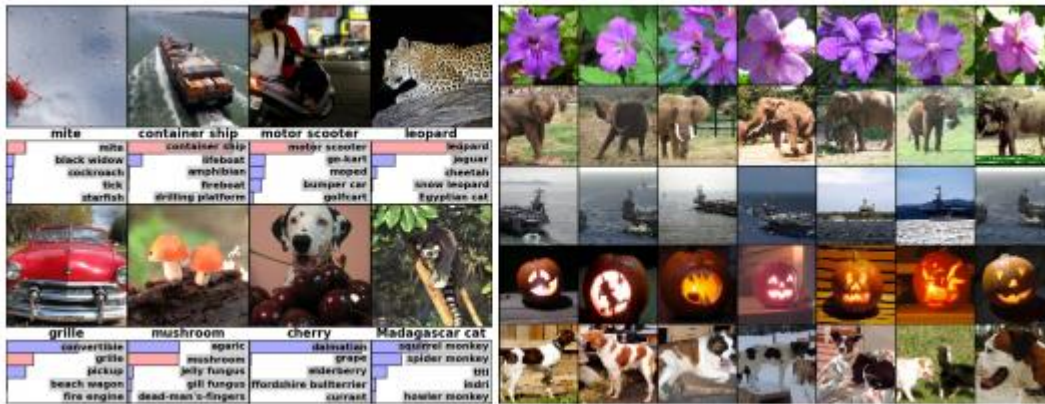 mite
container ship
motor scooter
leopard
mite
black widow
cockroach
tick
starfish
container ship
lifeboat
amphibian
fireboat
drilling platform
motor scooter
go-kart
moped
bumper car
golfcart
leopard
jaguar
cheetah
snow leopard
Egyptian cat
grille
mushroom
cherry
Madagascar cat
convertible
grille
pickup
beach wagon
fire engine
agaric
mushroom
jelly fungus
gill fungus
dead-man's-fingers
dalmatian
grape
elderberry
ffordshire bullterrier
currant
squirrel monkey
spider monkey
titi
indri
howler monkey